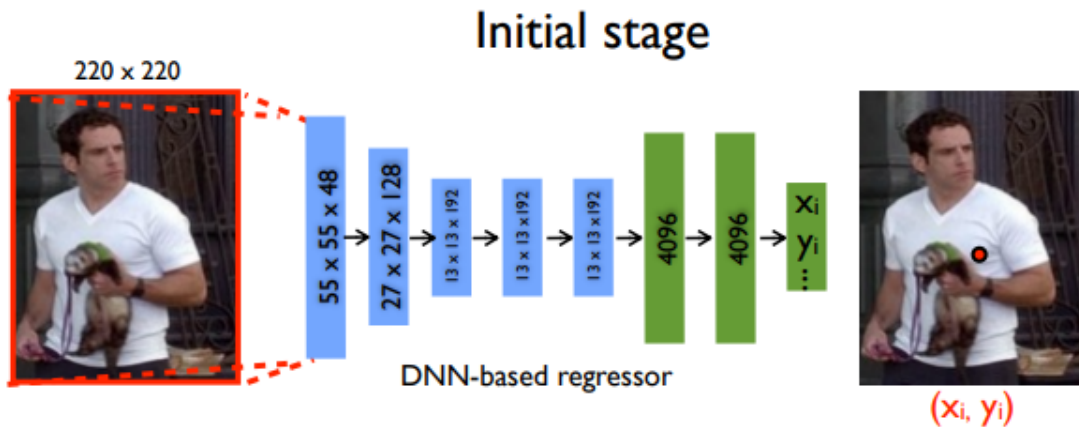 Initial stage
220 x 220
55 x 55 x 48
27 x 27 x 128
13 x 13 x 192
13 x 13 x 192
13 x 13 x 192
4096
4096
xi
yi
...
DNN-based regressor
(xi, yi)